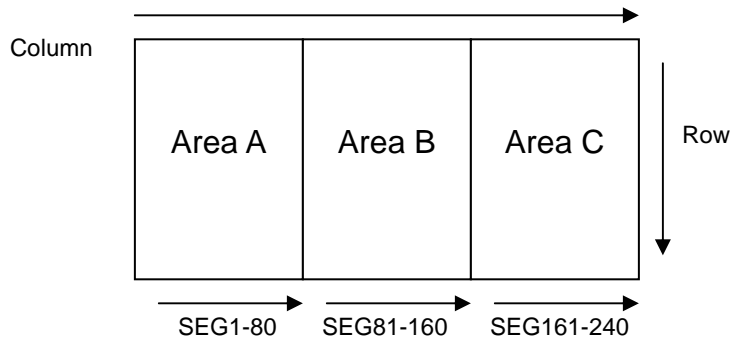 Column
Area A
Area B
Area C
Row
SEG1-80
SEG81-160
SEG161-240